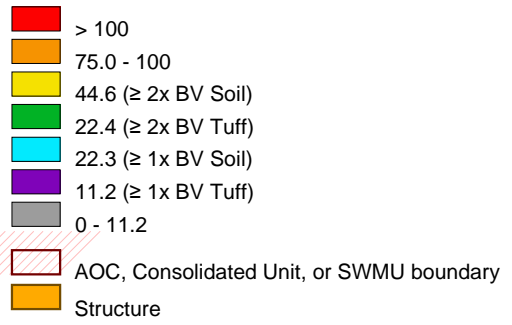 > 100
75.0 - 100
44.6 (≥ 2x BV Soil)
22.4 (≥ 2x BV Tuff)
22.3 (≥ 1x BV Soil)
11.2 (≥ 1x BV Tuff)
0 - 11.2
AOC, Consolidated Unit, or SWMU boundary
Structure